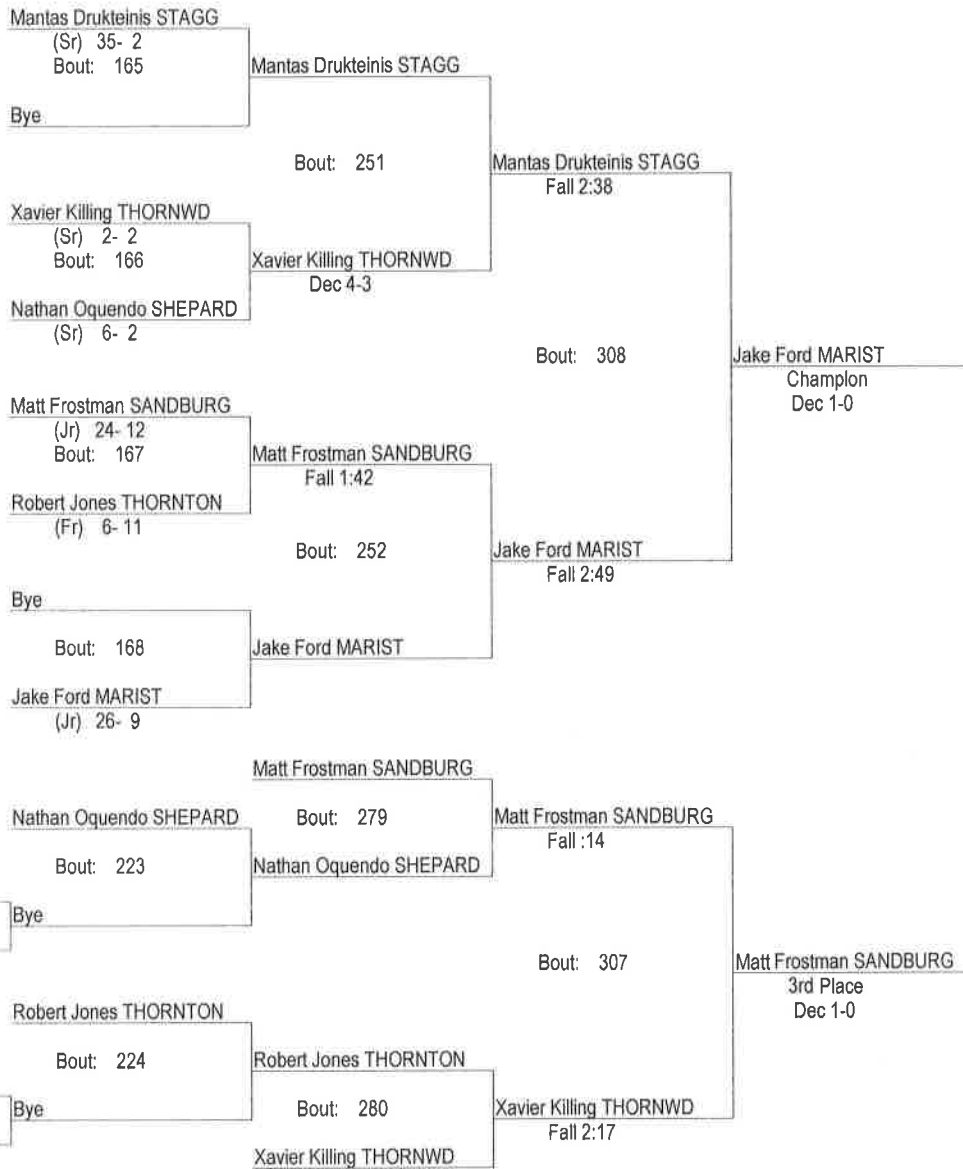 Mantas Drukteinis STAGG
(Sr) 35- 2
Bout: 165
Mantas Drukteinis STAGG
Bye
Bout: 251
Mantas Drukteinis STAGG
Fall 2:38
Xavier Killing THORNWD
(Sr) 2- 2
Bout: 166
Xavier Killing THORNWD
Dec 4-3
Nathan Oquendo SHEPARD
(Sr) 6- 2
Bout: 308
Jake Ford MARIST
Champion
Dec 1-0
Matt Frostman SANDBURG
(Jr) 24- 12
Bout: 167
Matt Frostman SANDBURG
Fall 1:42
Robert Jones THORNTON
(Fr) 6- 11
Bout: 252
Jake Ford MARIST
Fall 2:49
Bye
Bout: 168
Jake Ford MARIST
Jake Ford MARIST
(Jr) 26- 9
Matt Frostman SANDBURG
Nathan Oquendo SHEPARD
Bout: 279
Matt Frostman SANDBURG
Fall :14
Bout: 223
Nathan Oquendo SHEPARD
Bye
Bout: 307
Matt Frostman SANDBURG
3rd Place
Dec 1-0
Robert Jones THORNTON
Bout: 224
Robert Jones THORNTON
Bye
Bout: 280
Xavier Killing THORNWD
Fall 2:17
Xavier Killing THORNWD